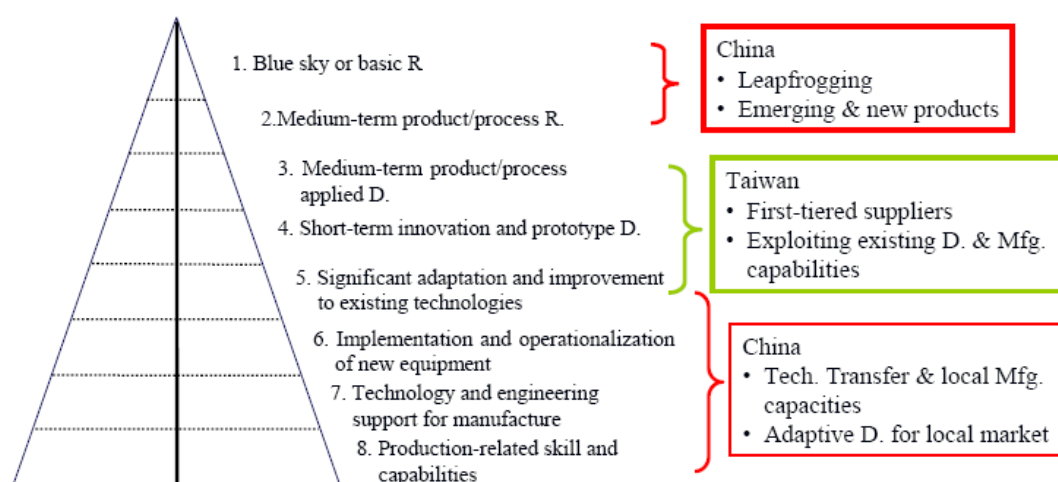 1. Blue sky or basic R
2.Medium-term product/process R.
3. Medium-term product/process
applied D.
4. Short-term innovation and prototype D.
5. Significant adaptation and improvement
to existing technologies
6. Implementation and operationalization
of new equipment
7. Technology and engineering
support for manufacture
8. Production-related skill and
capabilities
China
• Leapfrogging
• Emerging & new products
Taiwan
• First-tiered suppliers
• Exploiting existing D. & Mfg.
capabilities
China
• Tech. Transfer & local Mfg.
capacities
• Adaptive D. for local market